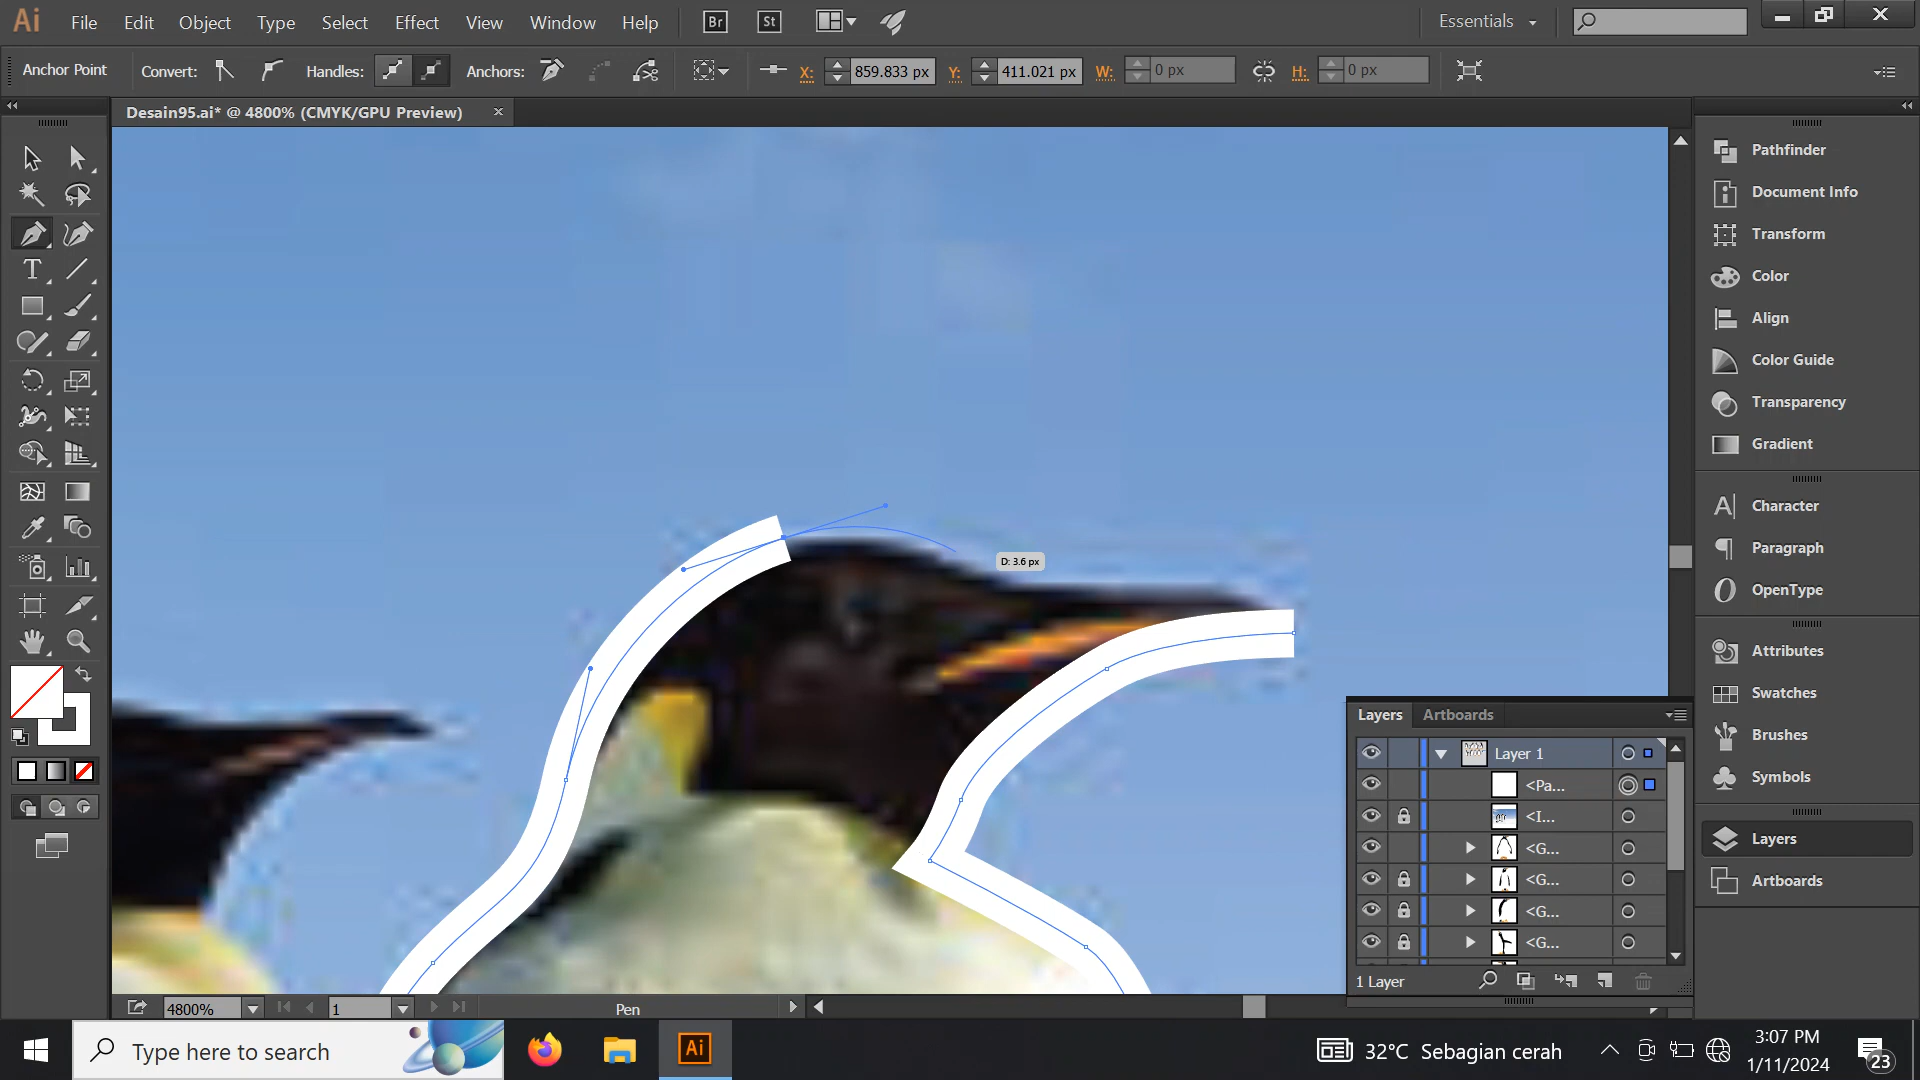 Ai File Edit Object Type Select Effect View Window Help Br St Essentials
Anchor Point Convert: Handles: Anchors: X: 859.833 px Y: 411.021 px W: 0 px H: 0 px
Desain95.ai* @ 4800% (CMYK/GPU Preview)
Pathfinder
Document Info
Transform
Color
Align
Color Guide
Transparency
Gradient
Character
Paragraph
OpenType
Attributes
Swatches
Brushes
Symbols
Layers
Artboards
D: 3.6 px
Layers Artboards
Layer 1
<Pa...
<I...
<G...
<G...
<G...
<G...
1 Layer
4800% 1 Pen
Type here to search
Ai
32°C Sebagian cerah
3:07 PM
1/11/2024
23